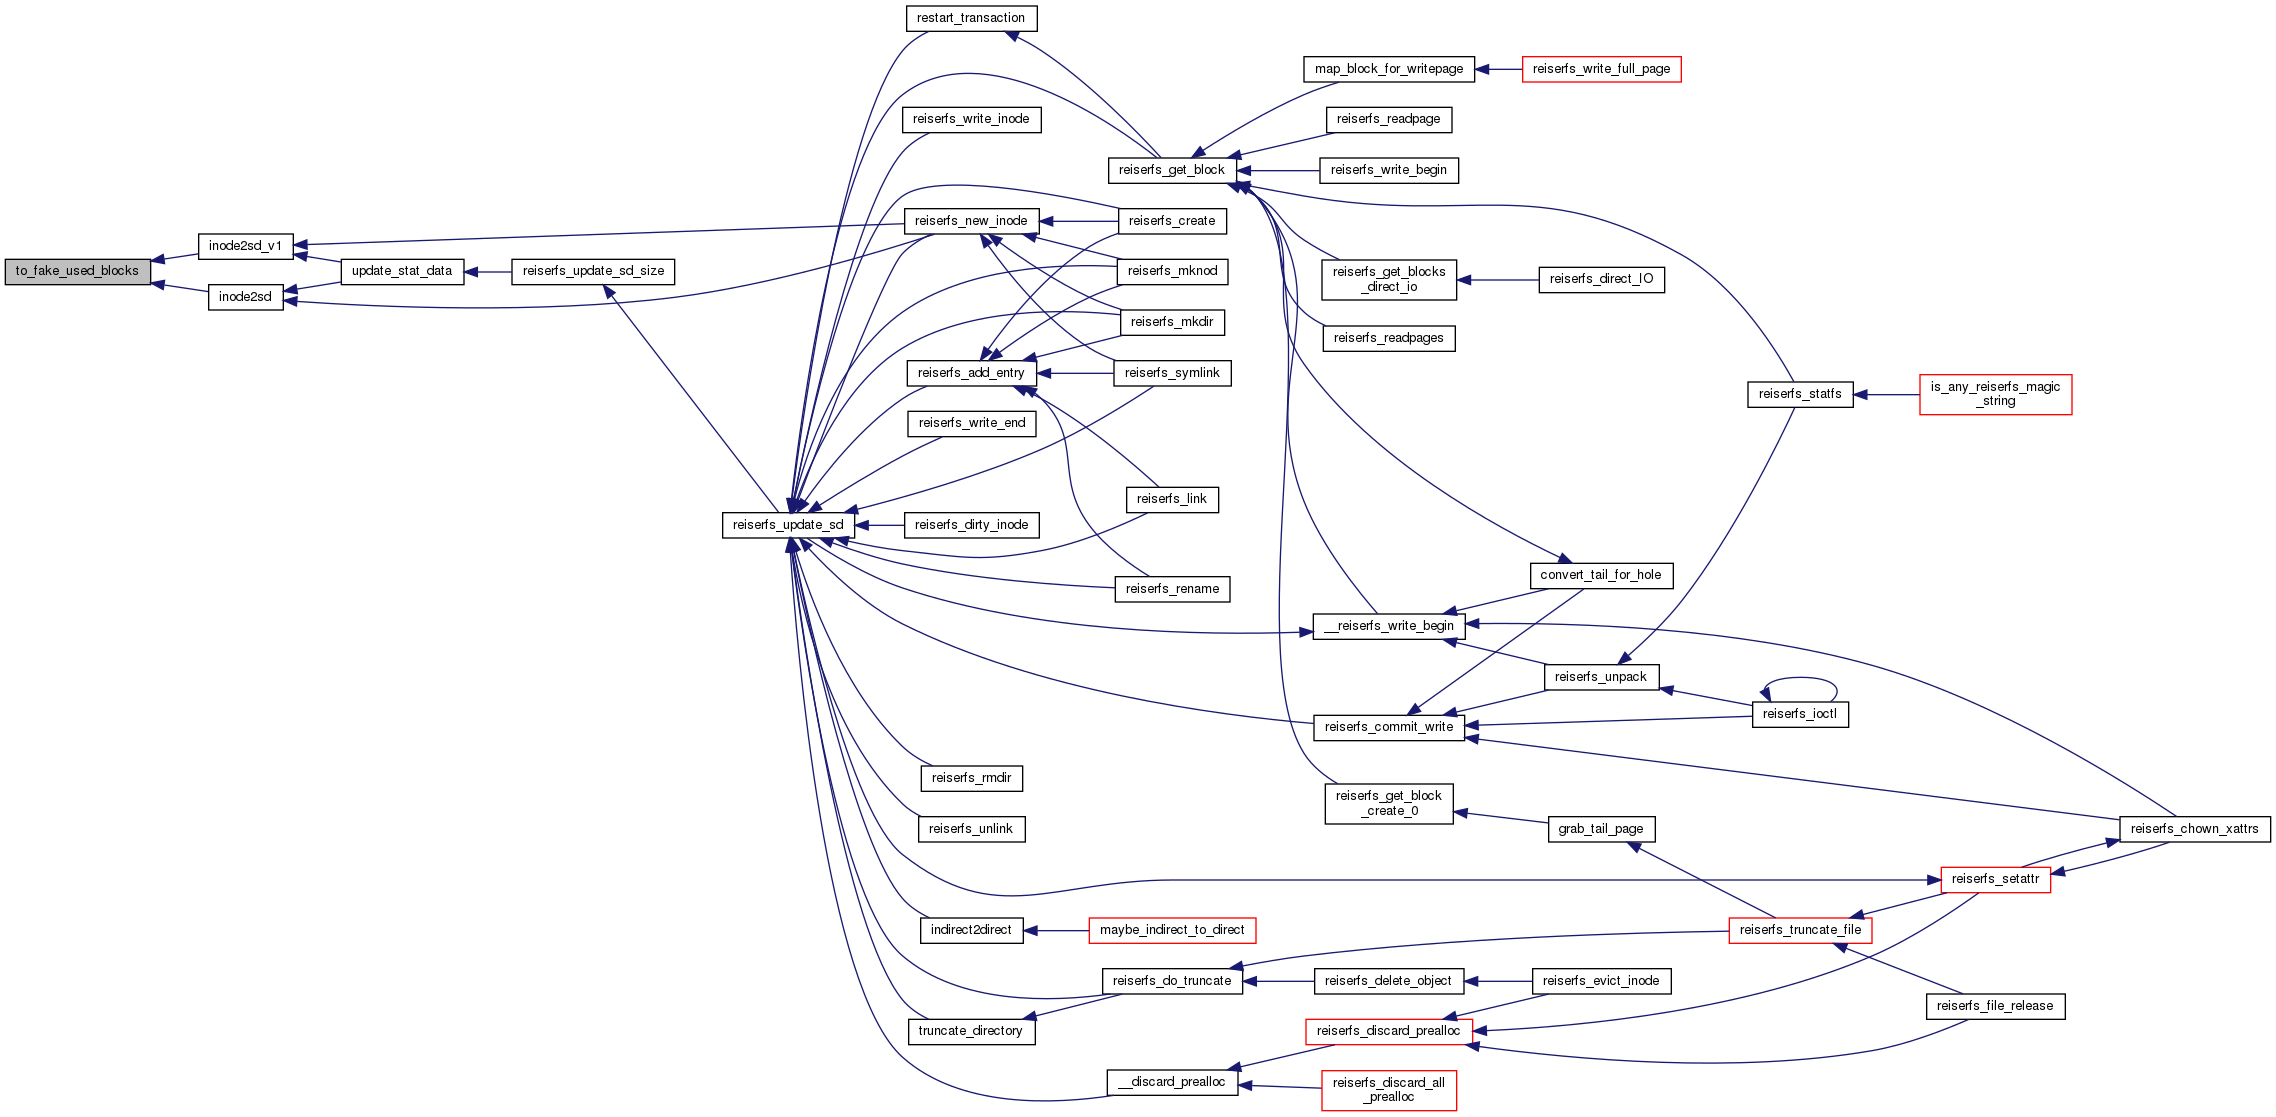 restart_transaction
map_block_for_writepage
reiserfs_write_full_page
reiserfs_write_inode
reiserfs_readpage
reiserfs_get_block
reiserfs_write_begin
reiserfs_new_inode
reiserfs_create
inode2sd_v1
to_fake_used_blocks
update_stat_data
reiserfs_update_sd_size
reiserfs_mknod
reiserfs_get_blocks
_direct_io
reiserfs_direct_IO
inode2sd
reiserfs_mkdir
reiserfs_readpages
reiserfs_add_entry
reiserfs_symlink
reiserfs_statfs
is_any_reiserfs_magic
_string
reiserfs_write_end
reiserfs_link
reiserfs_update_sd
reiserfs_dirty_inode
convert_tail_for_hole
reiserfs_rename
__reiserfs_write_begin
reiserfs_unpack
reiserfs_ioctl
reiserfs_commit_write
reiserfs_rmdir
reiserfs_get_block
_create_0
reiserfs_unlink
grab_tail_page
reiserfs_chown_xattrs
reiserfs_setattr
indirect2direct
maybe_indirect_to_direct
reiserfs_truncate_file
reiserfs_do_truncate
reiserfs_delete_object
reiserfs_evict_inode
reiserfs_file_release
truncate_directory
reiserfs_discard_prealloc
__discard_prealloc
reiserfs_discard_all
_prealloc